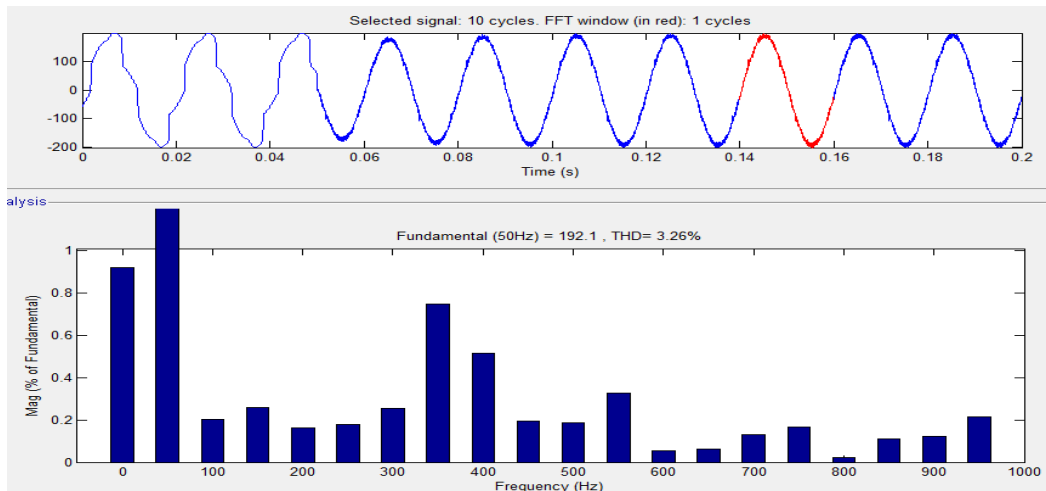 Selected signal: 10 cycles. FFT window (in red): 1 cycles
100
0
-100
-200
0 0.02 0.04 0.06 0.08 0.1 0.12 0.14 0.16 0.18 0.2
Time (s)
alysis
Fundamental (50Hz) = 192.1 , THD= 3.26%
Mag (% of Fundamental)
1
0.8
0.6
0.4
0.2
0
0 100 200 300 400 500 600 700 800 900 1000
Frequency (Hz)